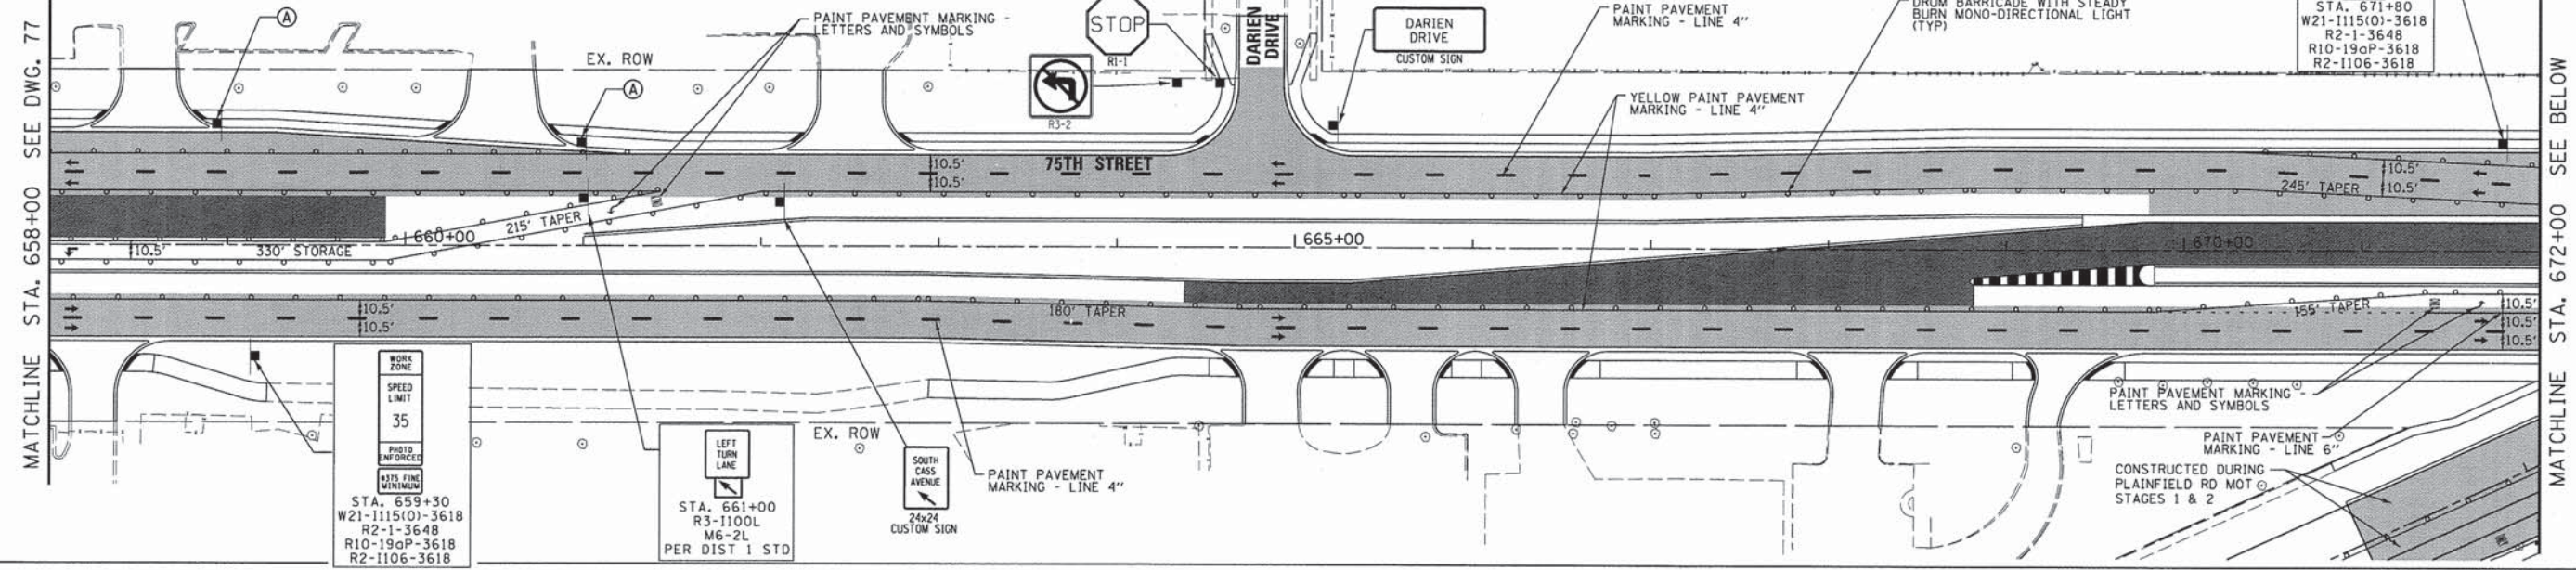 MATCHLINE STA. 658+00 SEE DWG. 77
A
PAINT PAVEMENT MARKING -
LETTERS AND SYMBOLS
EX. ROW
A
STOP
R1-1
R3-2
DARIEN
DRIVE
DARIEN
DRIVE
CUSTOM SIGN
PAINT PAVEMENT
MARKING - LINE 4"
DRUM BARRICADE WITH STEADY
BURN MONO-DIRECTIONAL LIGHT
(TYP)
STA. 671+80
W21-I115(O)-3618
R2-1-3648
R10-19aP-3618
R2-I106-3618
YELLOW PAINT PAVEMENT
MARKING - LINE 4"
75TH STREET
10.5'
10.5'
10.5'
10.5'
245' TAPER
215' TAPER
660+00
665+00
670+00
10.5'
330' STORAGE
10.5'
10.5'
180' TAPER
155' TAPER
10.5'
10.5'
10.5'
WORK
ZONE
SPEED
LIMIT
35
PHOTO
ENFORCED
$375 FINE
MINIMUM
STA. 659+30
W21-I115(O)-3618
R2-1-3648
R10-19aP-3618
R2-I106-3618
LEFT
TURN
LANE
STA. 661+00
R3-I100L
M6-2L
PER DIST 1 STD
EX. ROW
SOUTH
CASS
AVENUE
24x24
CUSTOM SIGN
PAINT PAVEMENT
MARKING - LINE 4"
PAINT PAVEMENT MARKING -
LETTERS AND SYMBOLS
PAINT PAVEMENT
MARKING - LINE 6"
CONSTRUCTED DURING
PLAINFIELD RD MOT
STAGES 1 & 2
MATCHLINE STA. 672+00 SEE BELOW